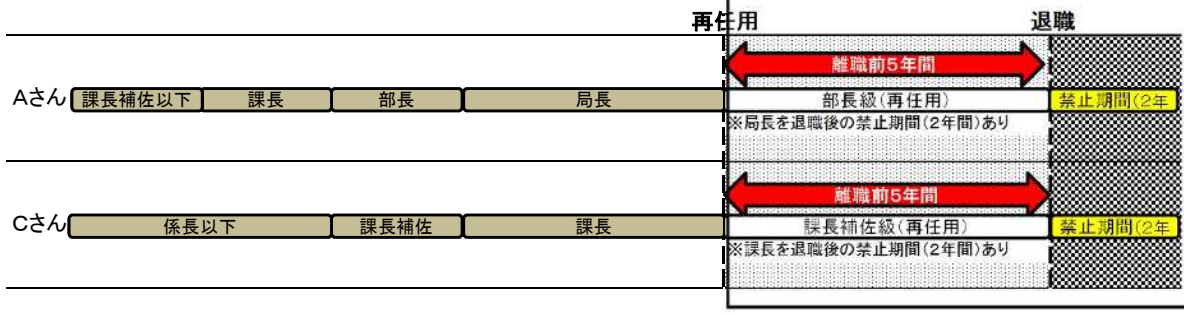 再任用 退職
離職前5年間
Aさん 課長補佐以下 課長 部長 局長 部長級(再任用) 禁止期間(2年
※局長を退職後の禁止期間(2年間)あり
離職前5年間
Cさん 係長以下 課長補佐 課長 課長補佐級(再任用) 禁止期間(2年
※課長を退職後の禁止期間(2年間)あり